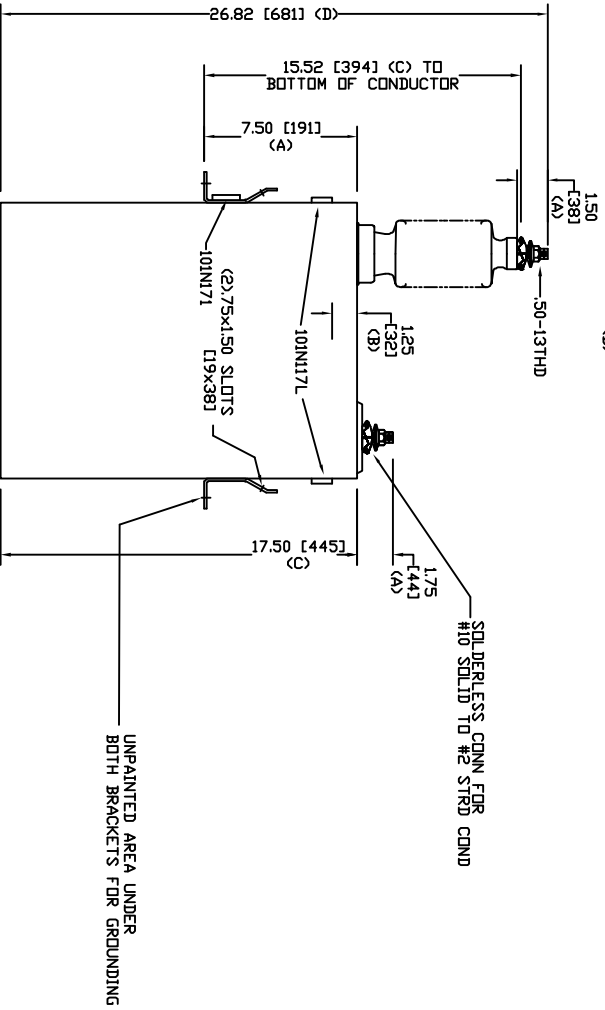 26.82 [681] (D)
15.52 [394] (C) TO
BOTTOM OF CONDUCTOR
7.50 [191]
(A)
1.50
[38]
(A)
.50-13THD
101N171
(2).75x1.50 SLOTS
[19x38]
101N117L
1.25
[32]
(B)
17.50 [445]
(C)
1.75
[44]
(A)
SOLDERLESS CONN FOR
#10 SOLID TO #2 STRD COND
UNPAINTED AREA UNDER
BOTH BRACKETS FOR GROUNDING